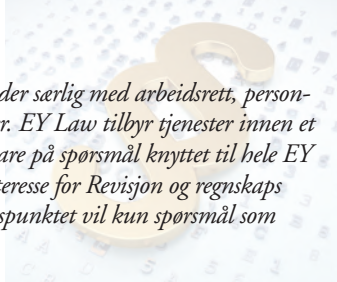 der særlig med arbeidsrett, person-
r. EY Law tilbyr tjenester innen et
are på spørsmål knyttet til hele EY
teresse for Revisjon og regnskaps
spunktet vil kun spørsmål som